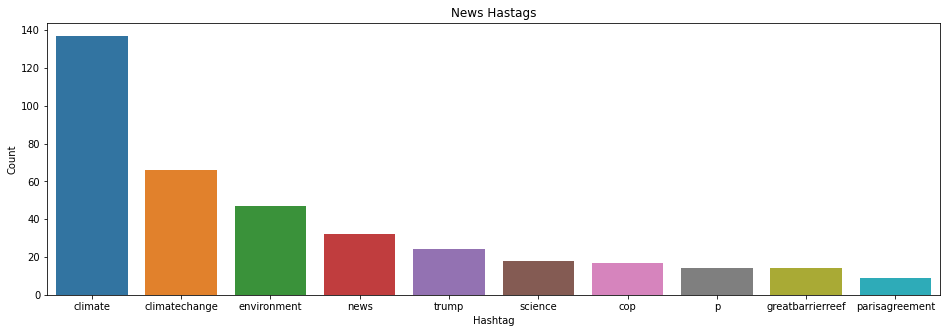 News Hastags
140
120
100
80
60
40
20
0
Count
climate climatechange environment news trump science cop p greatbarrierreef parisagreement
Hashtag